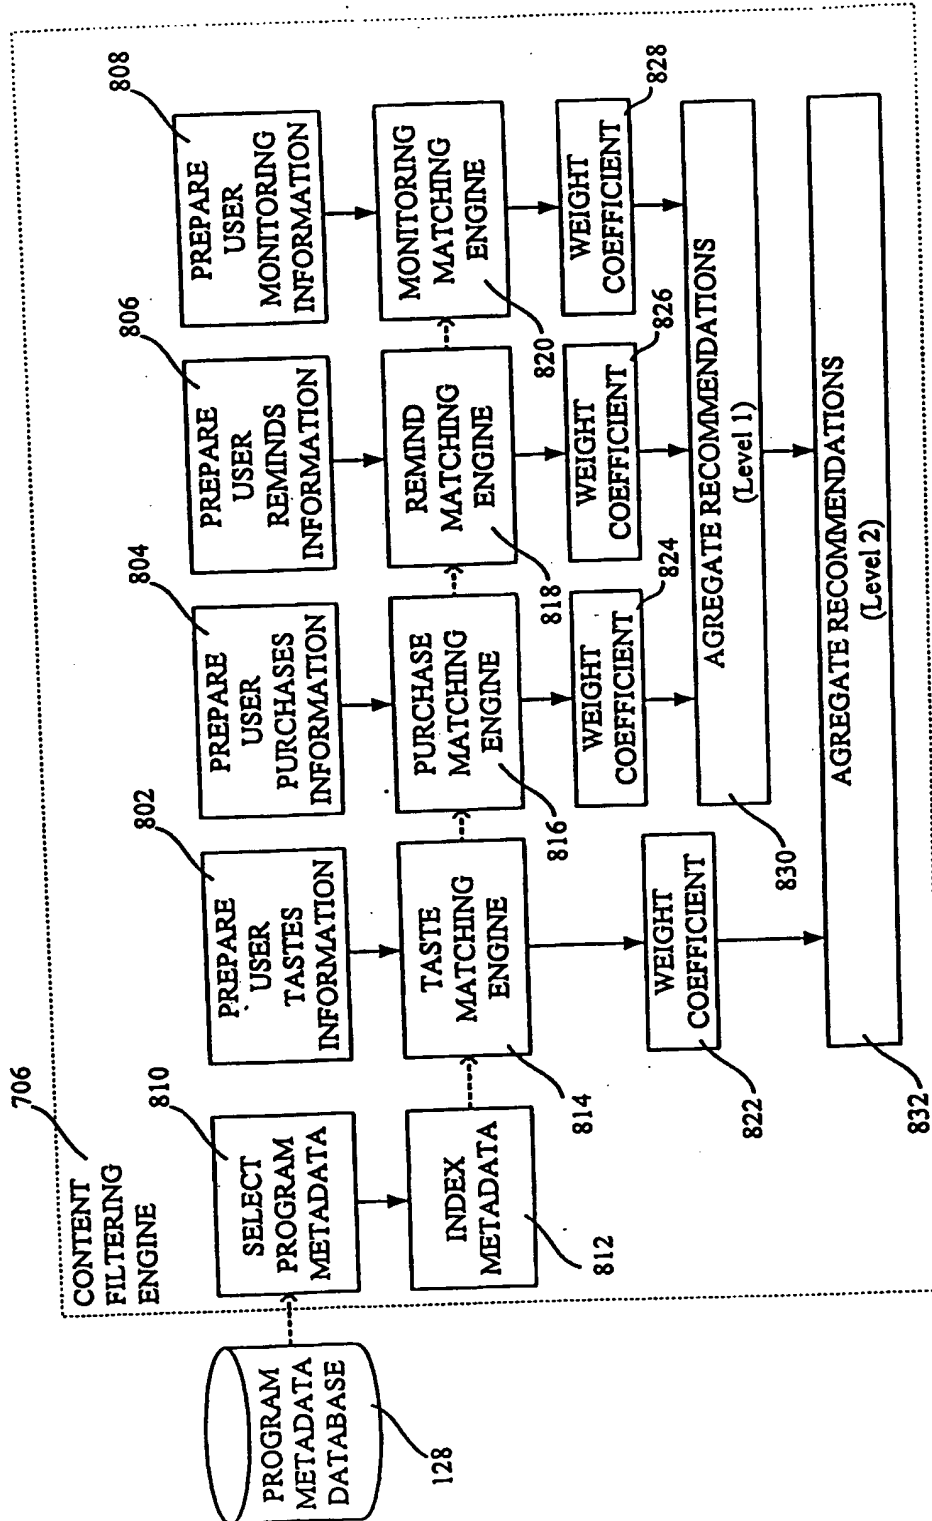 706
CONTENT
FILTERING
ENGINE
PROGRAM
METADATA
DATABASE
128
810
SELECT
PROGRAM
METADATA
INDEX
METADATA
812
802
PREPARE
USER
TASTES
INFORMATION
TASTE
MATCHING
ENGINE
814
WEIGHT
COEFFICIENT
822
804
PREPARE
USER
PURCHASES
INFORMATION
PURCHASE
MATCHING
ENGINE
816
WEIGHT
COEFFICIENT
824
806
PREPARE
USER
REMINDS
INFORMATION
REMIND
MATCHING
ENGINE
818
WEIGHT
COEFFICIENT
826
808
PREPARE
USER
MONITORING
INFORMATION
MONITORING
MATCHING
ENGINE
820
WEIGHT
COEFFICIENT
828
AGREGATE RECOMMENDATIONS
(Level 1)
830
AGREGATE RECOMMENDATIONS
(Level 2)
832